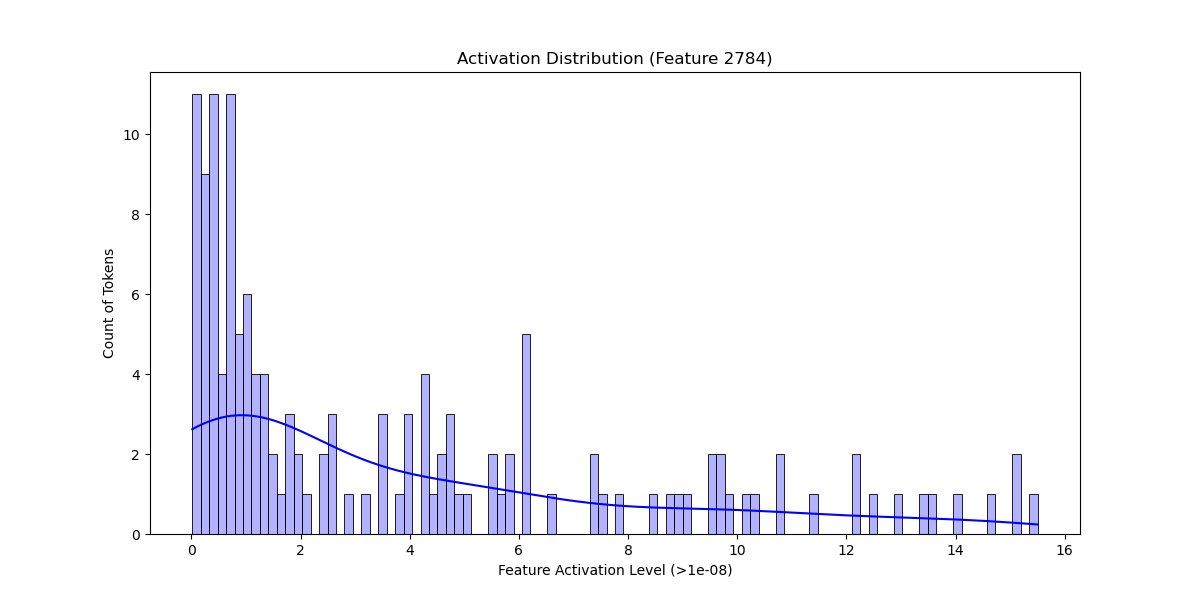 Activation Distribution (Feature 2784)
10
8
6
4
2
0
Count of Tokens
0 2 4 6 8 10 12 14 16
Feature Activation Level (>1e-08)